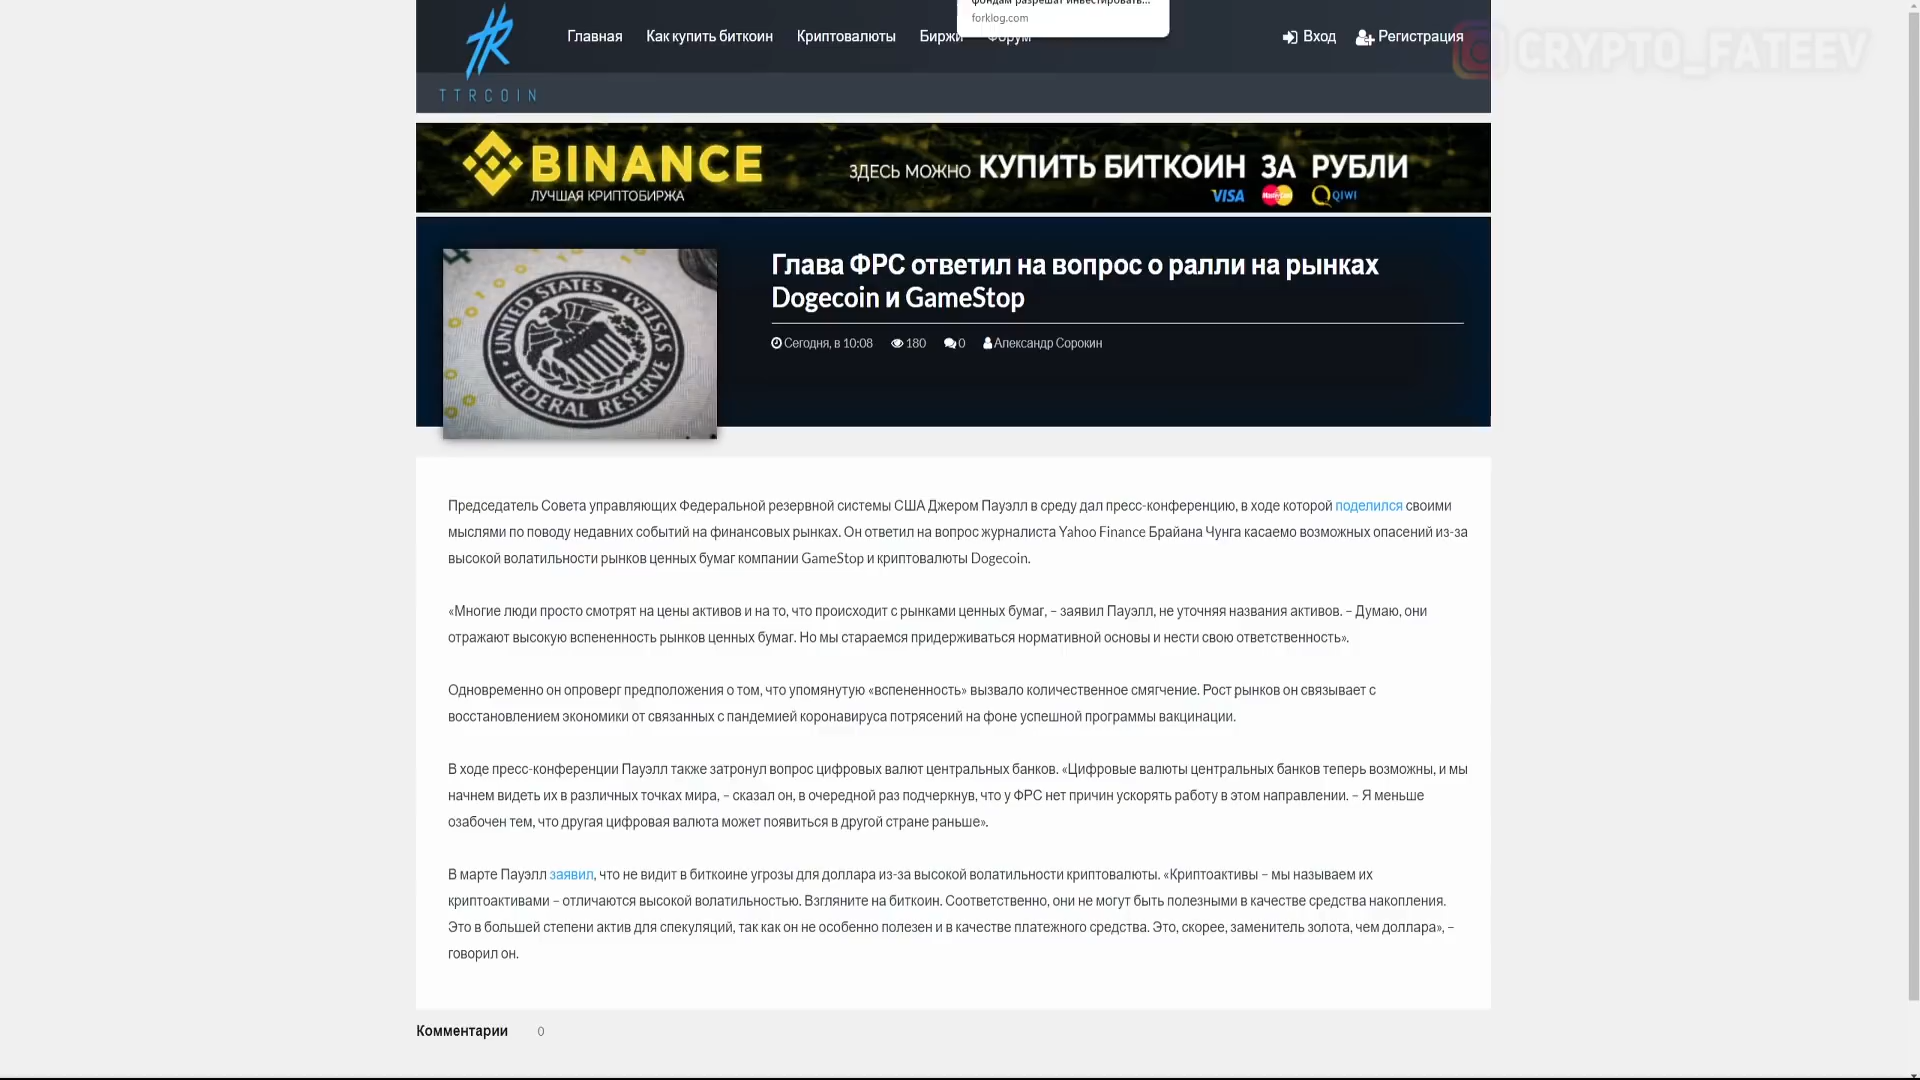 фондам разрешат инвестировать...
forklog.com
Главная Как купить биткоин Криптовалюты Биржи Форум
Вход Регистрация
CRYPTO_FATEEV
TTRCOIN
BINANCE
ЛУЧШАЯ КРИПТОБИРЖА
ЗДЕСЬ МОЖНО КУПИТЬ БИТКОИН ЗА РУБЛИ
VISA MasterCard QIWI
UNITED STATES • FEDERAL RESERVE SYSTEM
Глава ФРС ответил на вопрос о ралли на рынках
Dogecoin и GameStop
Сегодня, в 10:08 180 0 Александр Сорокин
Председатель Совета управляющих Федеральной резервной системы США Джером Пауэлл в среду дал пресс-конференцию, в ходе которой поделился своими
мыслями по поводу недавних событий на финансовых рынках. Он ответил на вопрос журналиста Yahoo Finance Брайана Чунга касаемо возможных опасений из-за
высокой волатильности рынков ценных бумаг компании GameStop и криптовалюты Dogecoin.
«Многие люди просто смотрят на цены активов и на то, что происходит с рынками ценных бумаг, – заявил Пауэлл, не уточняя названия активов. – Думаю, они
отражают высокую вспененность рынков ценных бумаг. Но мы стараемся придерживаться нормативной основы и нести свою ответственность».
Одновременно он опроверг предположения о том, что упомянутую «вспененность» вызвало количественное смягчение. Рост рынков он связывает с
восстановлением экономики от связанных с пандемией коронавируса потрясений на фоне успешной программы вакцинации.
В ходе пресс-конференции Пауэлл также затронул вопрос цифровых валют центральных банков. «Цифровые валюты центральных банков теперь возможны, и мы
начнем видеть их в различных точках мира, – сказал он, в очередной раз подчеркнув, что у ФРС нет причин ускорять работу в этом направлении. – Я меньше
озабочен тем, что другая цифровая валюта может появиться в другой стране раньше».
В марте Пауэлл заявил, что не видит в биткоине угрозы для доллара из-за высокой волатильности криптовалюты. «Криптоактивы – мы называем их
криптоактивами – отличаются высокой волатильностью. Взгляните на биткоин. Соответственно, они не могут быть полезными в качестве средства накопления.
Это в большей степени актив для спекуляций, так как он не особенно полезен и в качестве платежного средства. Это, скорее, заменитель золота, чем доллара», –
говорил он.
Комментарии 0